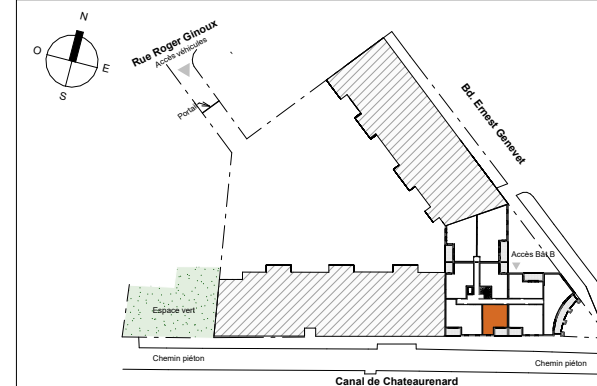 N
O
E
S
Rue Roger Ginoux
Accès véhicules
Portail
Bd. Ernest Genevet
Accès Bât B
Espace vert
Chemin piéton
Chemin piéton
Canal de Chateaurenard